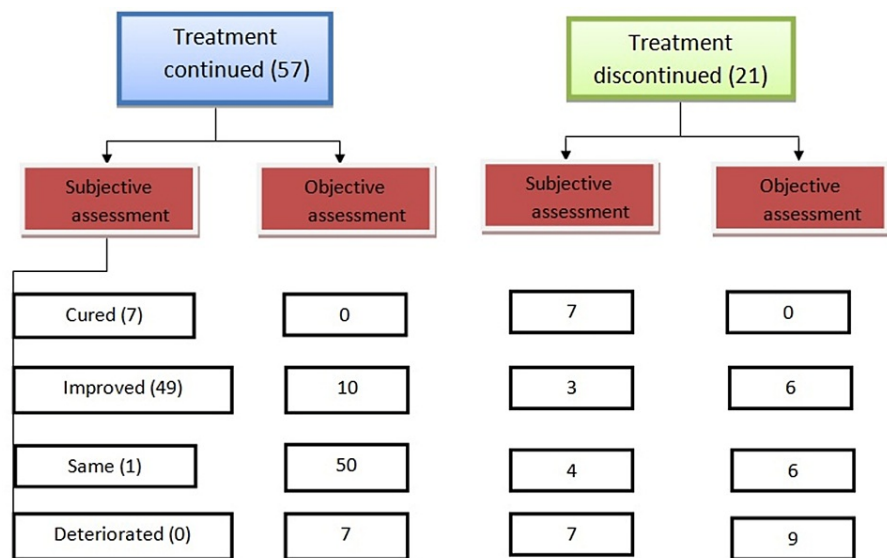 Treatment
continued (57)
Treatment
discontinued (21)
Subjective
assessment
Objective
assessment
Subjective
assessment
Objective
assessment
Cured (7)
0
7
0
Improved (49)
10
3
6
Same (1)
50
4
6
Deteriorated (0)
7
7
9